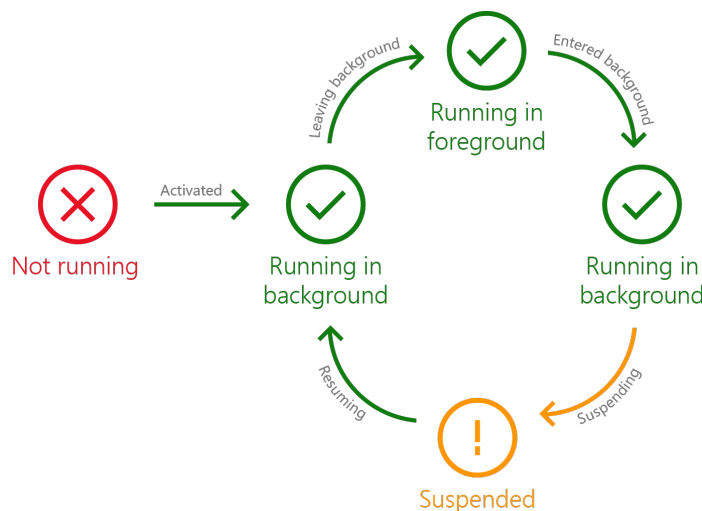 Leaving background
Entered background
Running in
foreground
Activated
Not running
Running in
background
Running in
background
Resuming
Suspending
Suspended